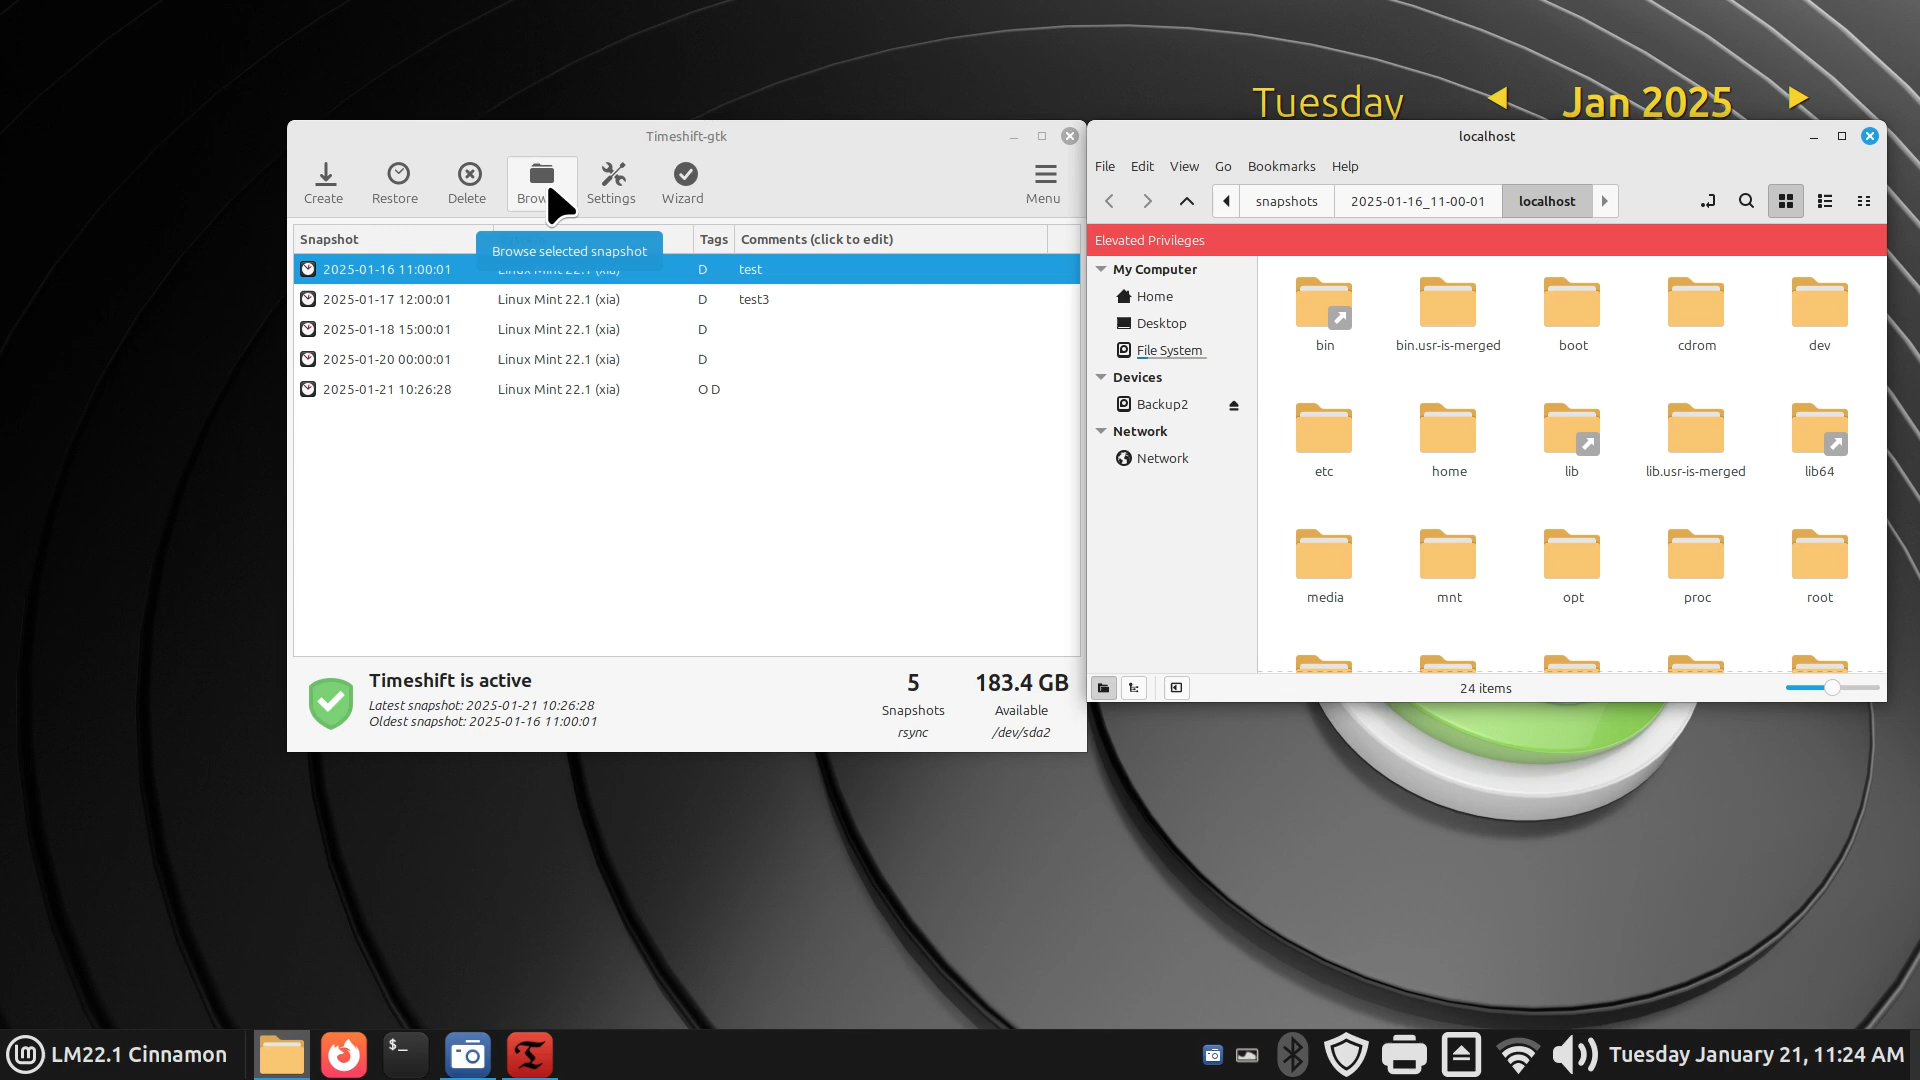 Tuesday
Jan 2025
Timeshift-gtk
Create
Restore
Delete
Settings
Wizard
Menu
Browse selected snapshot
Snapshot
Tags
Comments (click to edit)
2025-01-16 11:00:01 Linux Mint 22.1 (xia) D test
2025-01-17 12:00:01 Linux Mint 22.1 (xia) D test3
2025-01-18 15:00:01 Linux Mint 22.1 (xia) D
2025-01-20 00:00:01 Linux Mint 22.1 (xia) D
2025-01-21 10:26:28 Linux Mint 22.1 (xia) O D
Timeshift is active
Latest snapshot: 2025-01-21 10:26:28
Oldest snapshot: 2025-01-16 11:00:01
5
Snapshots
rsync
183.4 GB
Available
/dev/sda2
localhost
File Edit View Go Bookmarks Help
snapshots 2025-01-16_11-00-01 localhost
Elevated Privileges
My Computer
Home
Desktop
File System
Devices
Backup2
Network
Network
bin bin.usr-is-merged boot cdrom dev
etc home lib lib.usr-is-merged lib64
media mnt opt proc root
24 items
LM22.1 Cinnamon
$_
Tuesday January 21, 11:24 AM